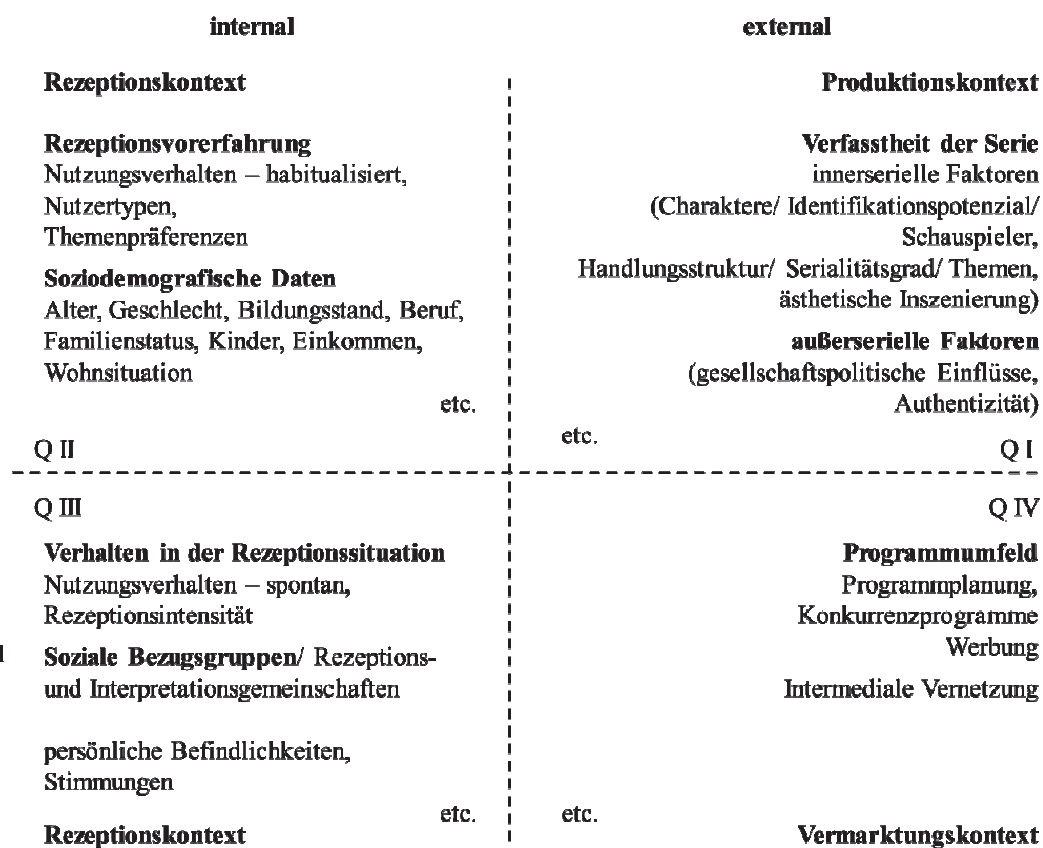 internal
external
Rezeptionskontext
Rezeptionsvorerfahrung
Nutzungsverhalten – habitualisiert,
Nutzertypen,
Themenpräferenzen
Soziodemografische Daten
Alter, Geschlecht, Bildungsstand, Beruf,
Familienstatus, Kinder, Einkommen,
Wohnsituation
etc.
Q II
Produktionskontext
Verfasstheit der Serie
innerserielle Faktoren
(Charaktere/ Identifikationspotenzial/
Schauspieler,
Handlungsstruktur/ Serialitätsgrad/ Themen,
ästhetische Inszenierung)
außerserielle Faktoren
(gesellschaftspolitische Einflüsse,
Authentizität)
etc.
Q I
Q III
Verhalten in der Rezeptionssituation
Nutzungsverhalten – spontan,
Rezeptionsintensität
Soziale Bezugsgruppen/ Rezeptions-
und Interpretationsgemeinschaften
persönliche Befindlichkeiten,
Stimmungen
etc.
Rezeptionskontext
Q IV
Programmumfeld
Programmplanung,
Konkurrenzprogramme
Werbung
Intermediale Vernetzung
etc.
Vermarktungskontext